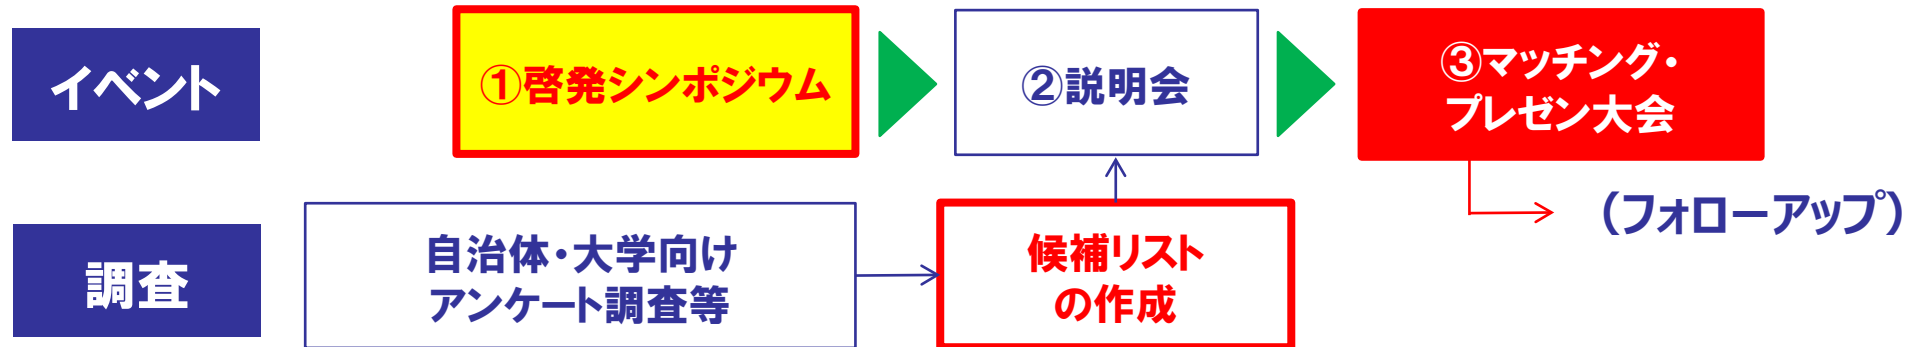 イベント
①啓発シンポジウム
②説明会
③マッチング・
プレゼン大会
(フォローアップ)
調査
自治体・大学向け
アンケート調査等
候補リスト
の作成